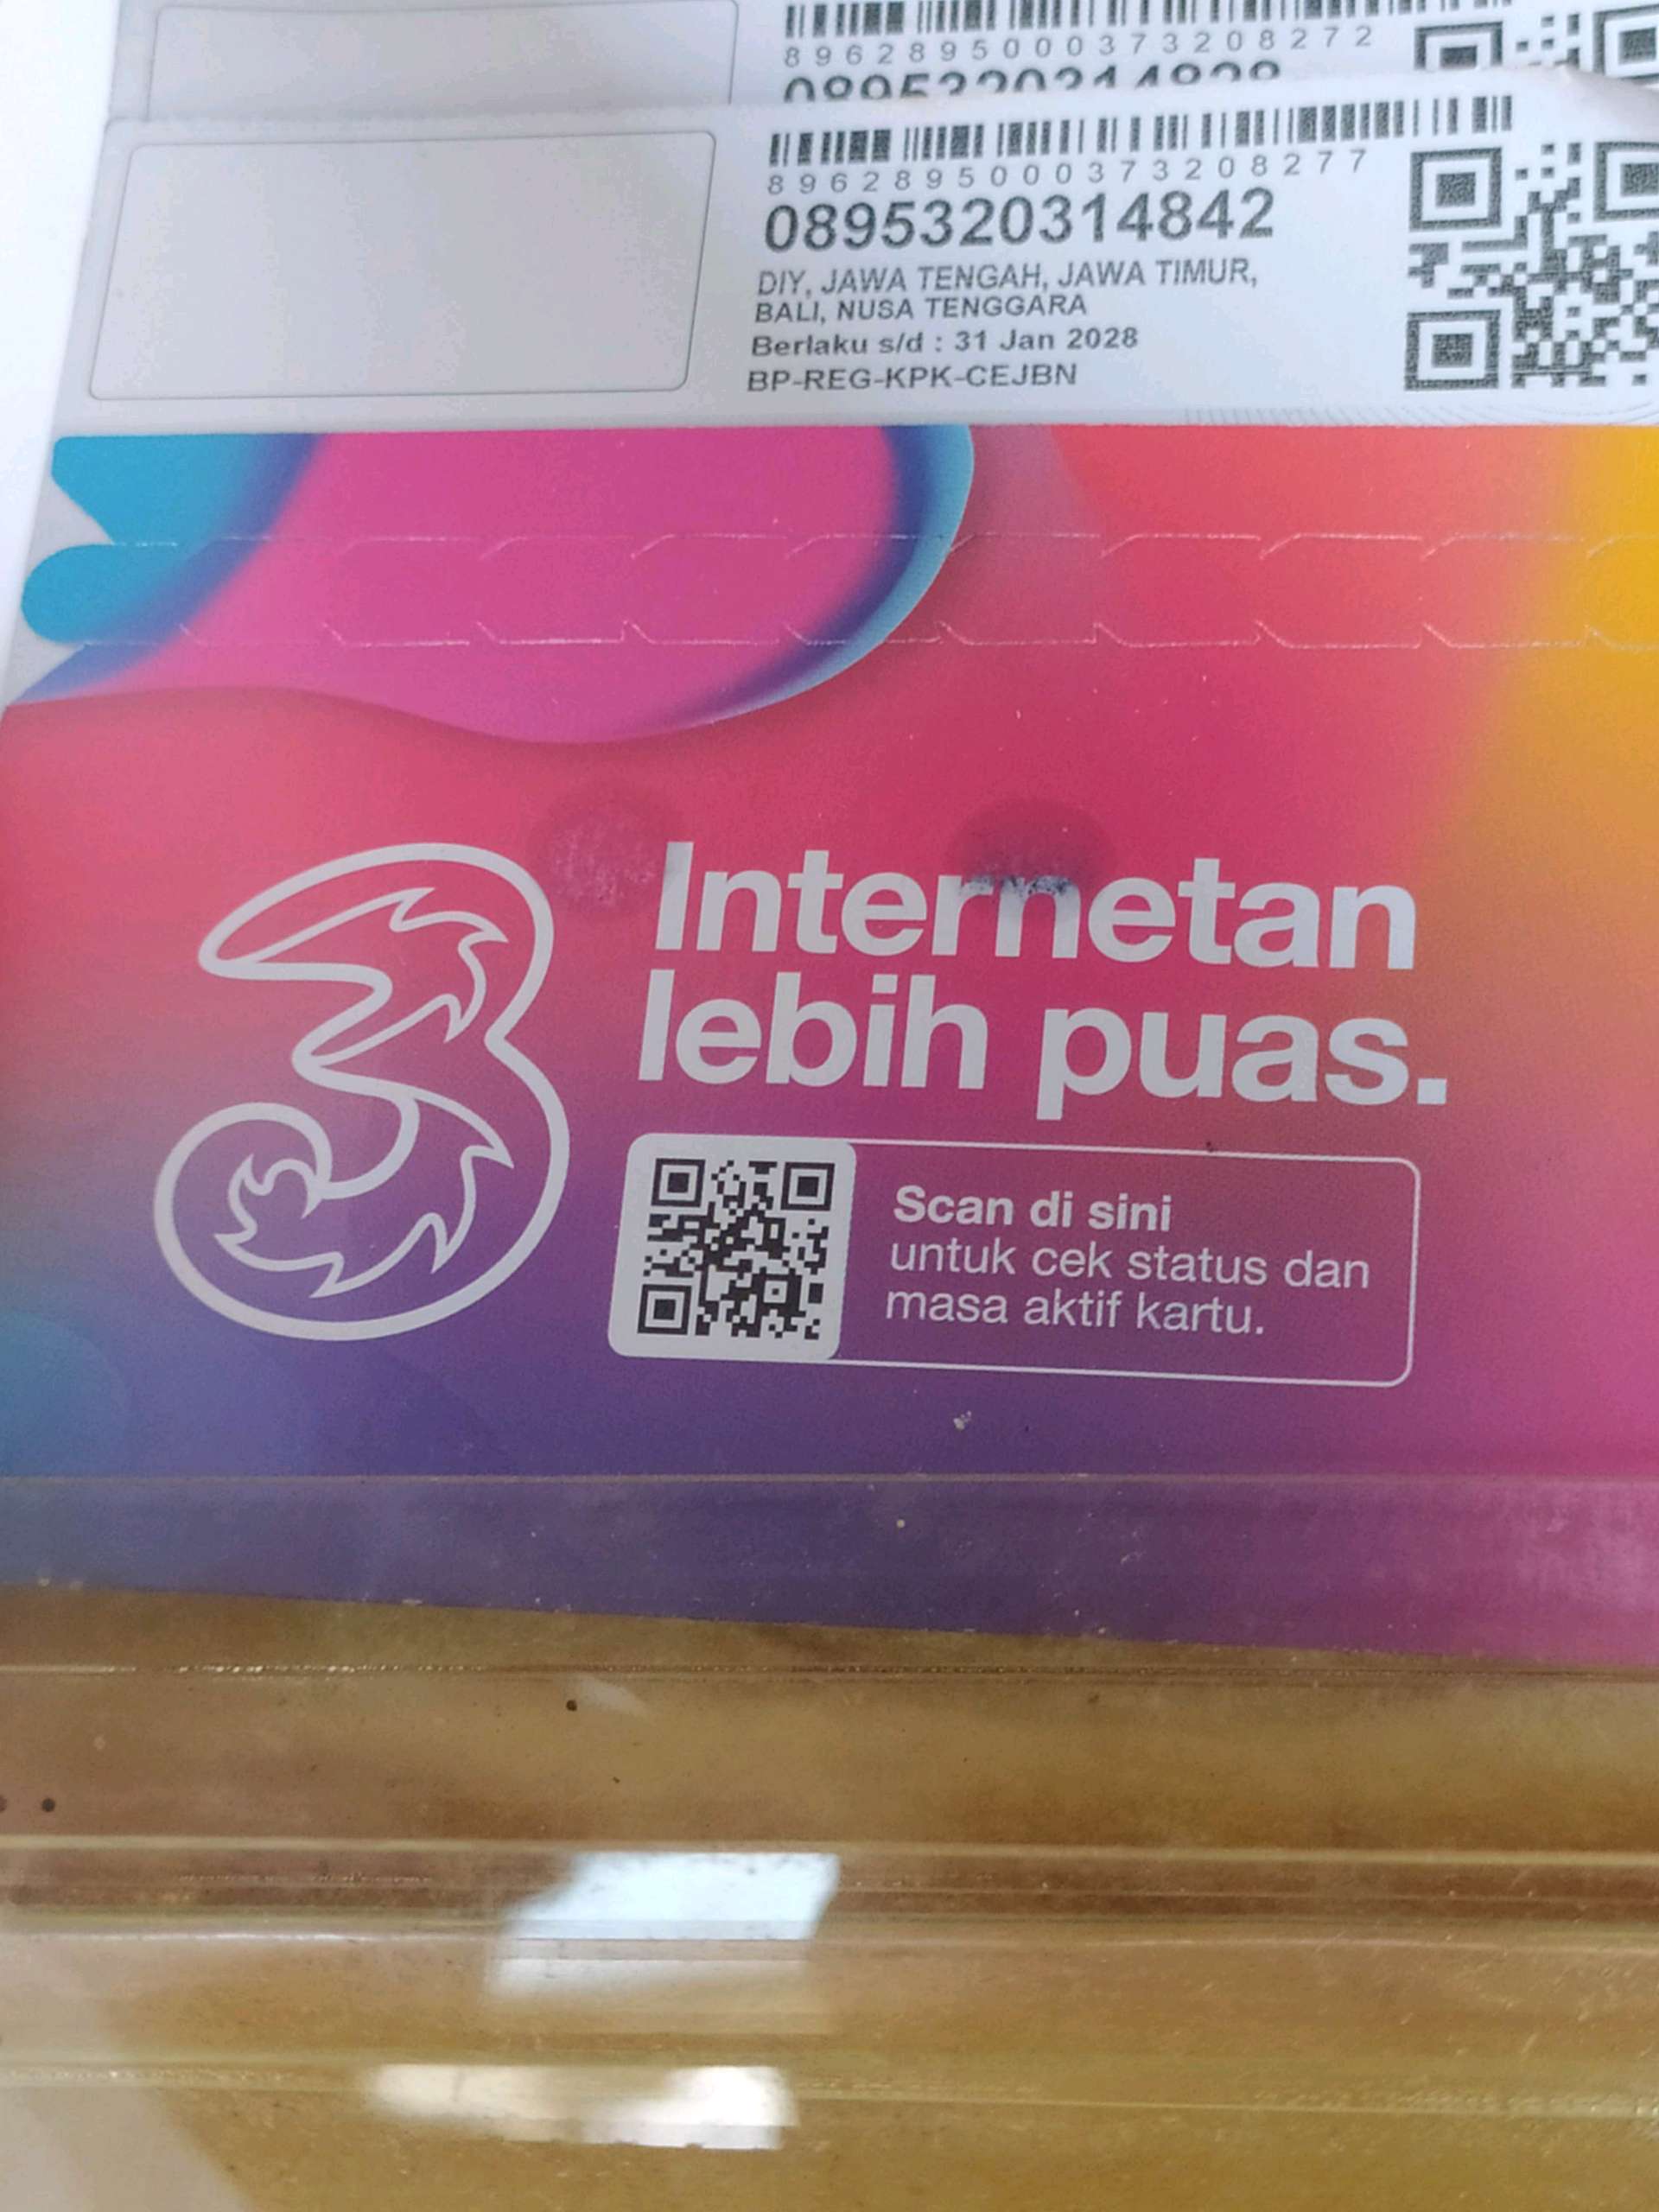 8962895000373208272
8962895000373208277
0895320314842
DIY, JAWA TENGAH, JAWA TIMUR,
BALI, NUSA TENGGARA
Berlaku s/d : 31 Jan 2028
BP-REG-KPK-CEJBN
3
Internetan
lebih puas.
Scan di sini
untuk cek status dan
masa aktif kartu.